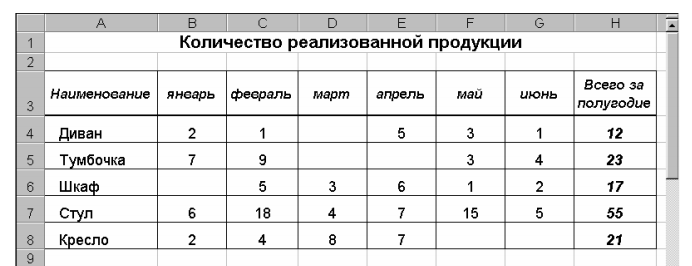 A B C D E F G H
1 Количество реализованной продукции
2
3 Наименование январь февраль март апрель май июнь Всего за полугодие
4 Диван 2 1 5 3 1 12
5 Тумбочка 7 9 3 4 23
6 Шкаф 5 3 6 1 2 17
7 Стул 6 18 4 7 15 5 55
8 Кресло 2 4 8 7 21
9